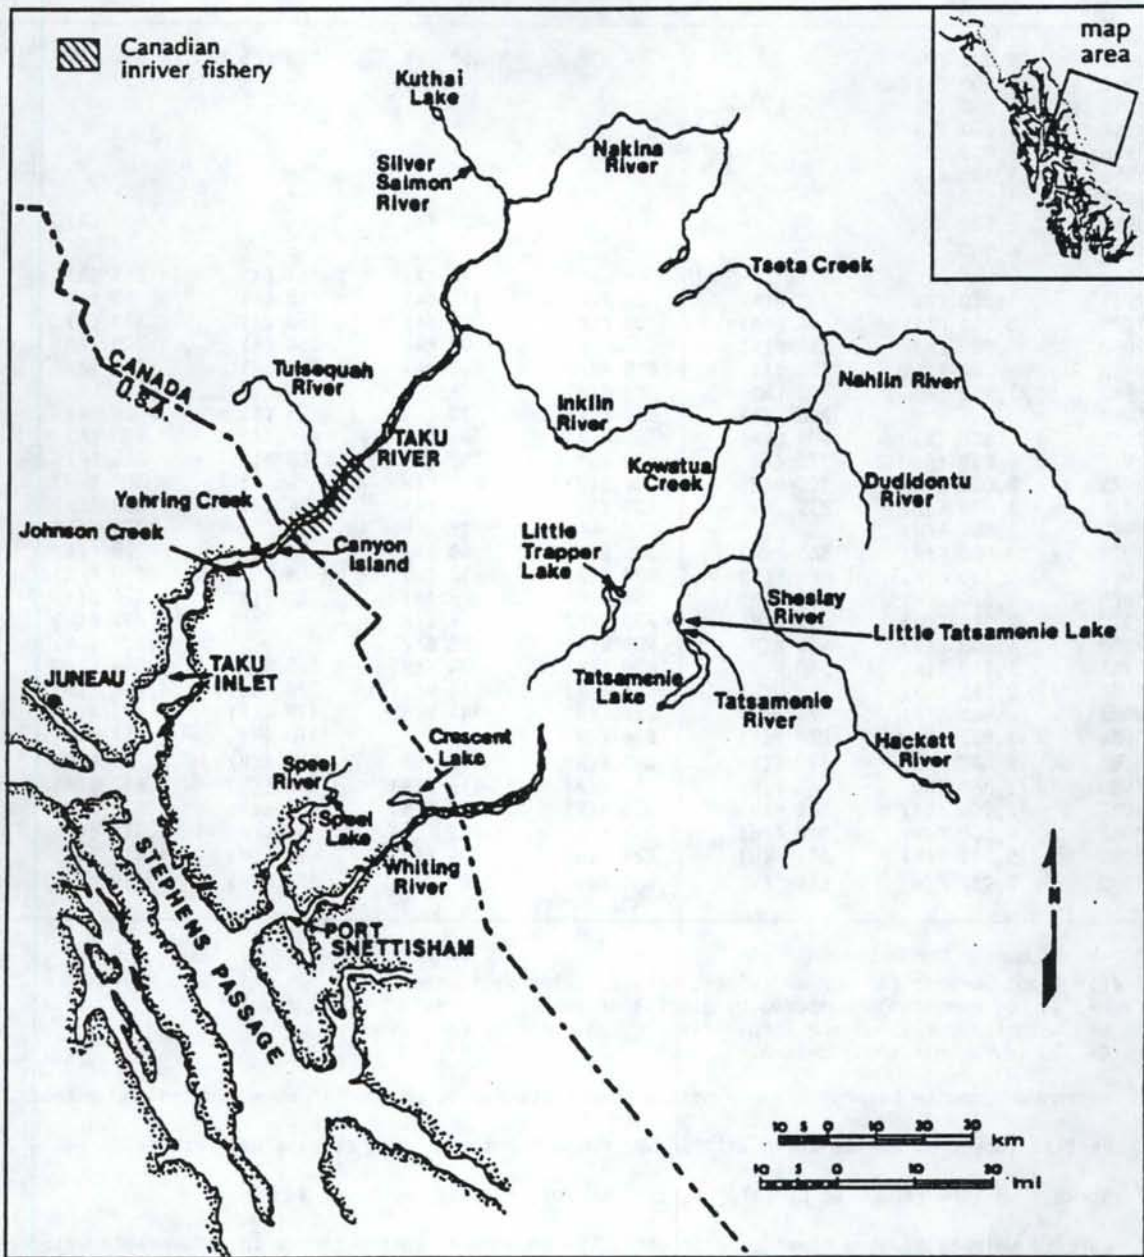 Canadian
inriver fishery
map
area
Kuthai
Lake
Silver
Salmon
River
Nakina
River
Tseta Creek
CANADA
U.S.A.
Tulsequah
River
Nahlin River
Inklin
River
TAKU
RIVER
Kowatua
Creek
Dudidontu
River
Yehring Creek
Johnson Creek
Canyon
Island
Little
Trapper
Lake
Sheslay
River
Little Tatsamenie Lake
JUNEAU
TAKU
INLET
Tatsamenie
Lake
Tatsamenie
River
Crescent
Lake
Hackett
River
Speel
River
Speel
Lake
Whiting
River
STEPHENS PASSAGE
PORT
SNETTISHAM
N
10 5 0 10 20 30 km
10 5 0 10 20
mi